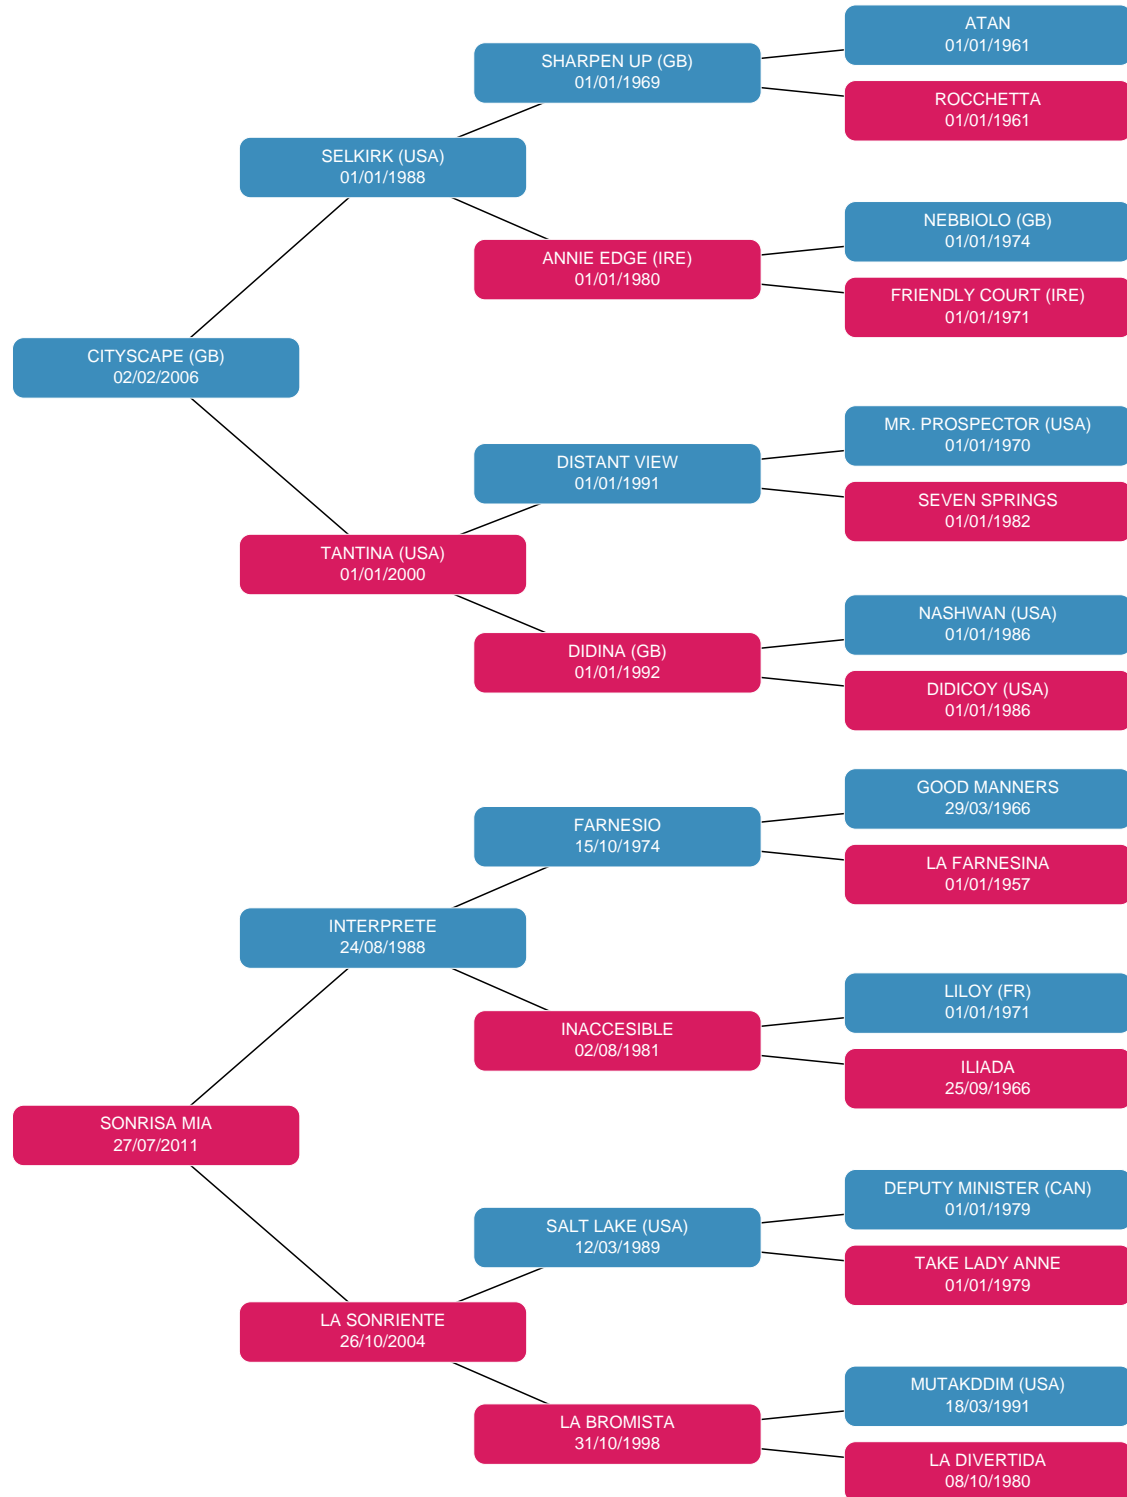 ATAN
01/01/1961
SHARPEN UP (GB)
01/01/1969
ROCCHETTA
01/01/1961
SELKIRK (USA)
01/01/1988
NEBBIOLO (GB)
01/01/1974
ANNIE EDGE (IRE)
01/01/1980
FRIENDLY COURT (IRE)
01/01/1971
CITYSCAPE (GB)
02/02/2006
MR. PROSPECTOR (USA)
01/01/1970
DISTANT VIEW
01/01/1991
SEVEN SPRINGS
01/01/1982
TANTINA (USA)
01/01/2000
NASHWAN (USA)
01/01/1986
DIDINA (GB)
01/01/1992
DIDICOY (USA)
01/01/1986
GOOD MANNERS
29/03/1966
FARNESIO
15/10/1974
LA FARNESINA
01/01/1957
INTERPRETE
24/08/1988
LILOY (FR)
01/01/1971
INACCESIBLE
02/08/1981
ILIADA
25/09/1966
SONRISA MIA
27/07/2011
DEPUTY MINISTER (CAN)
01/01/1979
SALT LAKE (USA)
12/03/1989
TAKE LADY ANNE
01/01/1979
LA SONRIENTE
26/10/2004
MUTAKDDIM (USA)
18/03/1991
LA BROMISTA
31/10/1998
LA DIVERTIDA
08/10/1980